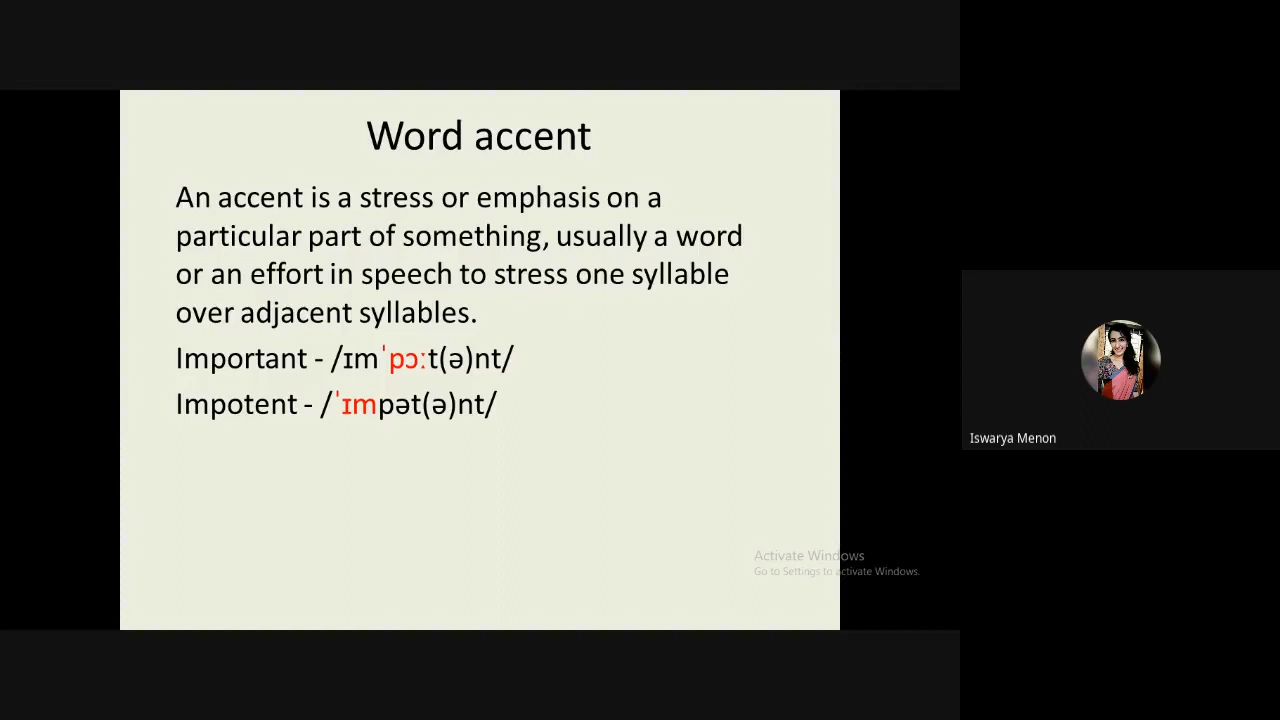 Word accent
An accent is a stress or emphasis on a
particular part of something, usually a word
or an effort in speech to stress one syllable
over adjacent syllables.
Important - /ɪmˈpɔːt(ə)nt/
Impotent - /ˈɪmpət(ə)nt/
Activate Windows
Go to Settings to activate Windows.
Iswarya Menon